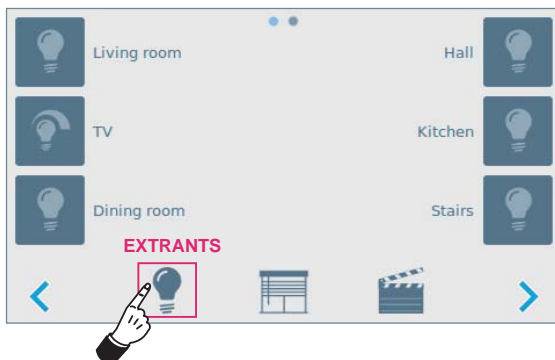 Living room
Hall
TV
Kitchen
Dining room
Stairs
EXTRANTS